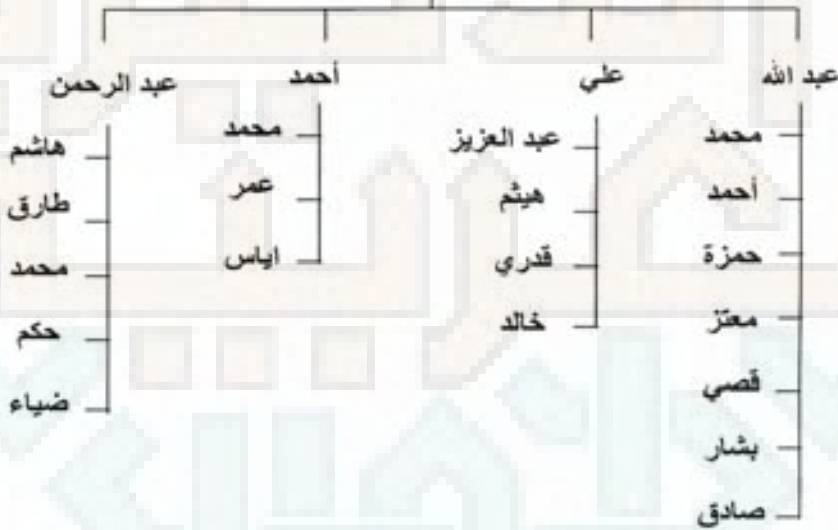 عبد الله
محمد
أحمد
حمزة
معتز
قصي
بشار
صادق
علي
عبد العزيز
هيثم
قدري
خالد
أحمد
محمد
عمر
اياس
عبد الرحمن
هاشم
طارق
محمد
حكم
ضياء